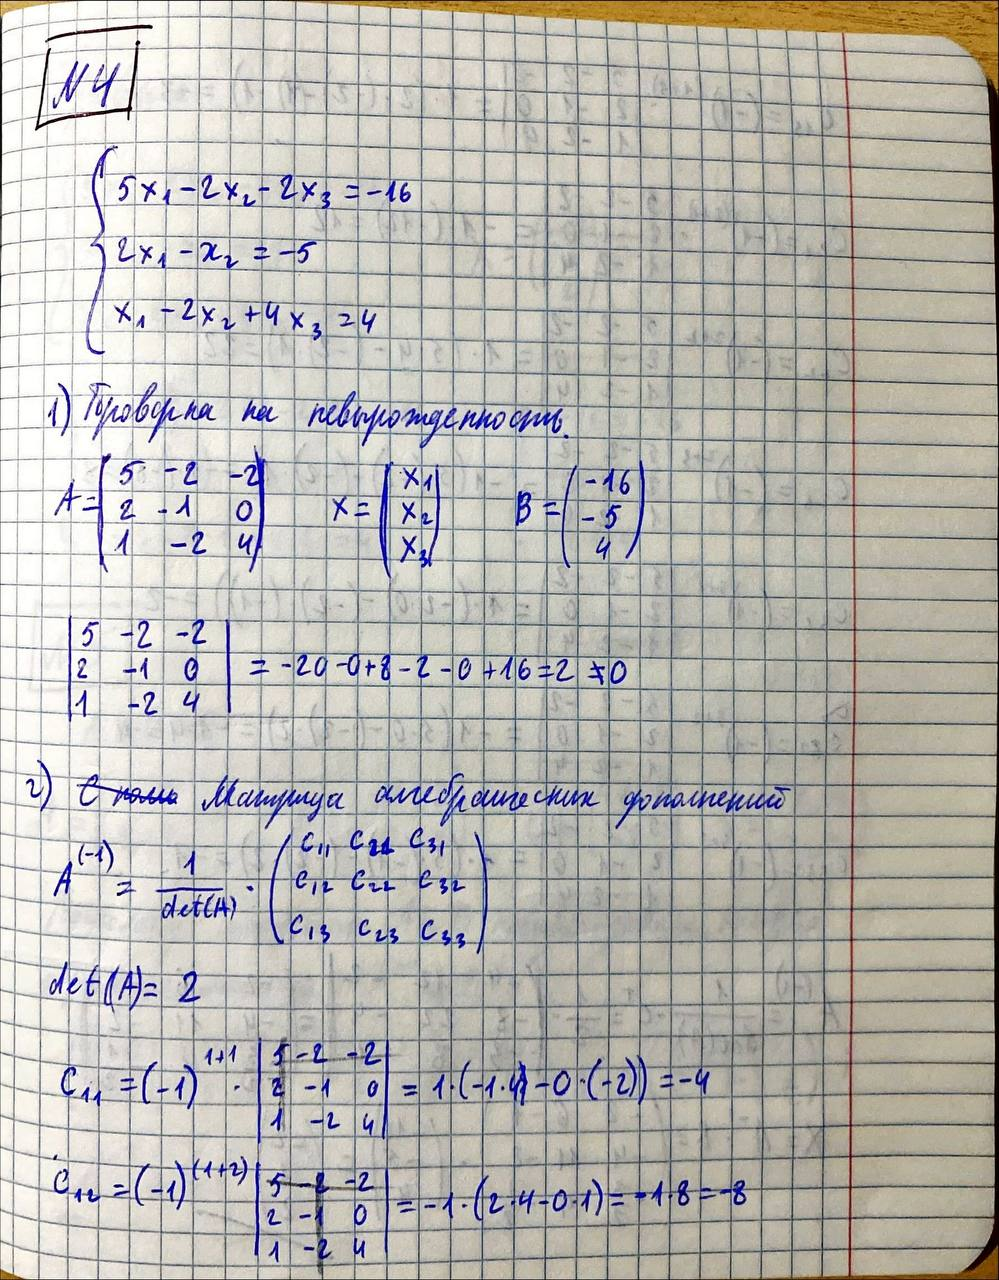 N4
5x₁ - 2x₂ - 2x₃ = -16
2x₁ - x₂ = -5
x₁ - 2x₂ + 4x₃ = 4
1) Проверка на невырожденность.
A = (5 -2 -2 x = (x₁ B = (-16
2 -1 0 x₂ -5
1 -2 4) x₃) 4)
|5 -2 -2|
|2 -1 0| = -20 - 0 + 8 - 2 - 0 + 16 = 2 ≠ 0
|1 -2 4|
2) Матрица алгебраических дополнений
A⁽⁻¹⁾ = 1/det(A) · (C₁₁ C₂₁ C₃₁
C₁₂ C₂₂ C₃₂
C₁₃ C₂₃ C₃₃)
det(A) = 2
C₁₁ = (-1)¹⁺¹ · |5 -2 -2
2 -1 0
1 -2 4| = 1·(-1·4 - 0·(-2)) = -4
C₁₂ = (-1)⁽¹⁺²⁾ |5 -2 -2
2 -1 0
1 -2 4| = -1·(2·4 - 0·1) = -1·8 = -8